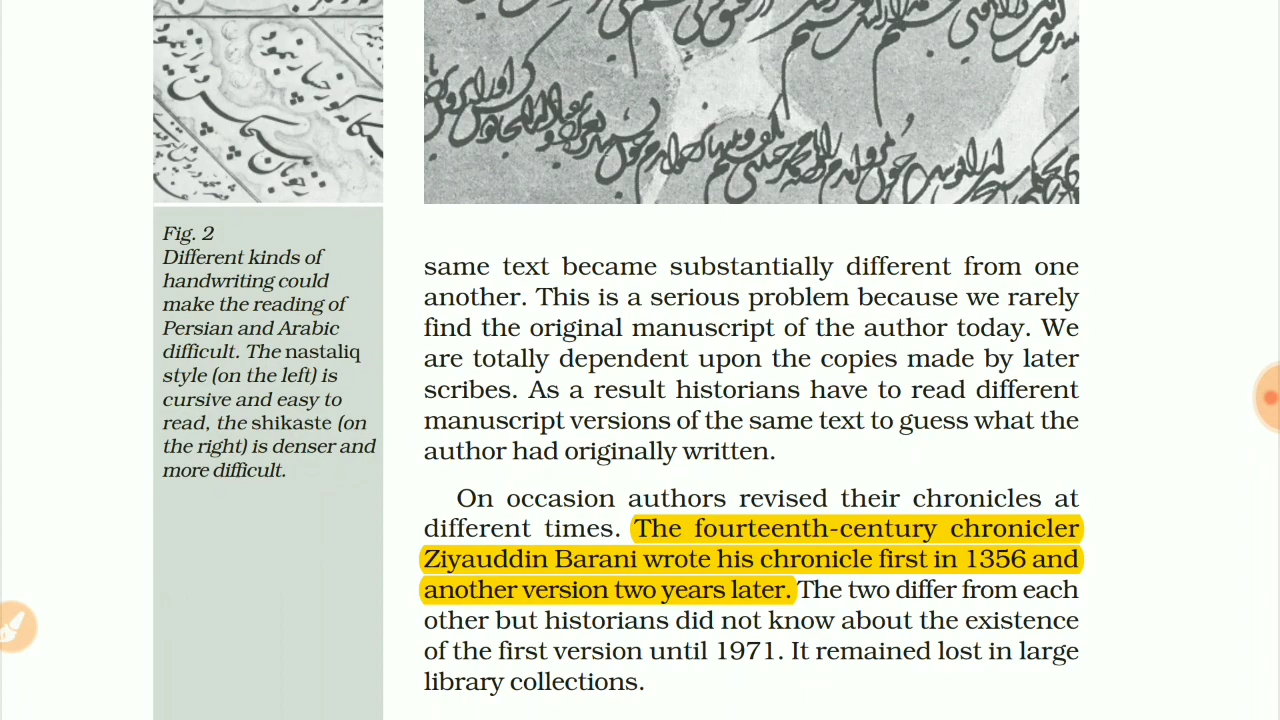 Fig. 2
Different kinds of
handwriting could
make the reading of
Persian and Arabic
difficult. The nastaliq
style (on the left) is
cursive and easy to
read, the shikaste (on
the right) is denser and
more difficult.
same text became substantially different from one
another. This is a serious problem because we rarely
find the original manuscript of the author today. We
are totally dependent upon the copies made by later
scribes. As a result historians have to read different
manuscript versions of the same text to guess what the
author had originally written.
On occasion authors revised their chronicles at
different times. The fourteenth-century chronicler
Ziyauddin Barani wrote his chronicle first in 1356 and
another version two years later. The two differ from each
other but historians did not know about the existence
of the first version until 1971. It remained lost in large
library collections.